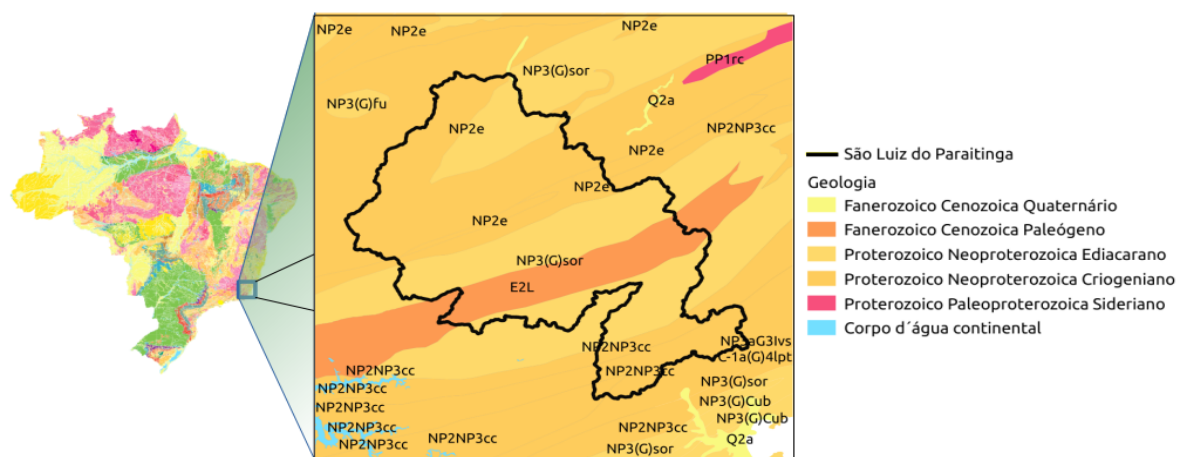 NP2e
NP2e
NP2e
PP1rc
NP3(G)sor
NP3(G)fu
Q2a
NP2e
NP2NP3cc
NP2e
NP2e
NP2e
NP3(G)sor
E2L
NP3aG3Ivs
NP2NP3cc
C-1a(G)4lpt
NP2NP3cc
NP2NP3cc
NP2NP3cc
NP3(G)sor
NP2NP3cc
NP3(G)Cub
NP3(G)Cub
NP2NP3cc
NP2NP3cc
NP2NP3cc
NP2NP3cc
NP3(G)sor
Q2a
São Luiz do Paraitinga
Geologia
Fanerozoico Cenozoica Quaternário
Fanerozoico Cenozoica Paleógeno
Proterozoico Neoproterozoica Ediacarano
Proterozoico Neoproterozoica Criogeniano
Proterozoico Paleoproterozoica Sideriano
Corpo d´água continental